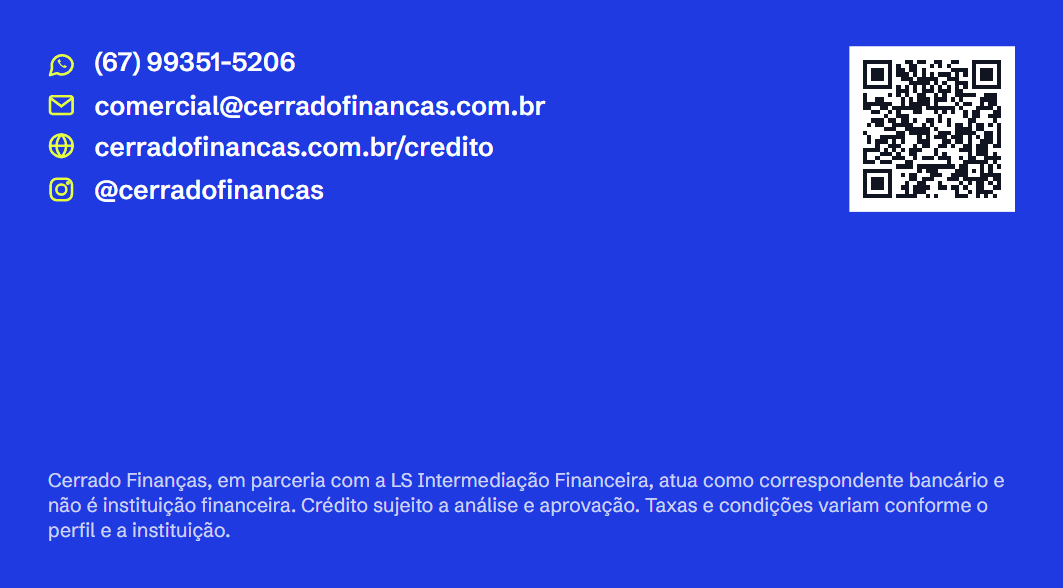 (67) 99351-5206
comercial@cerradofinancas.com.br
cerradofinancas.com.br/credito
@cerradofinancas
Cerrado Finanças, em parceria com a LS Intermediação Financeira, atua como correspondente bancário e
não é instituição financeira. Crédito sujeito a análise e aprovação. Taxas e condições variam conforme o
perfil e a instituição.